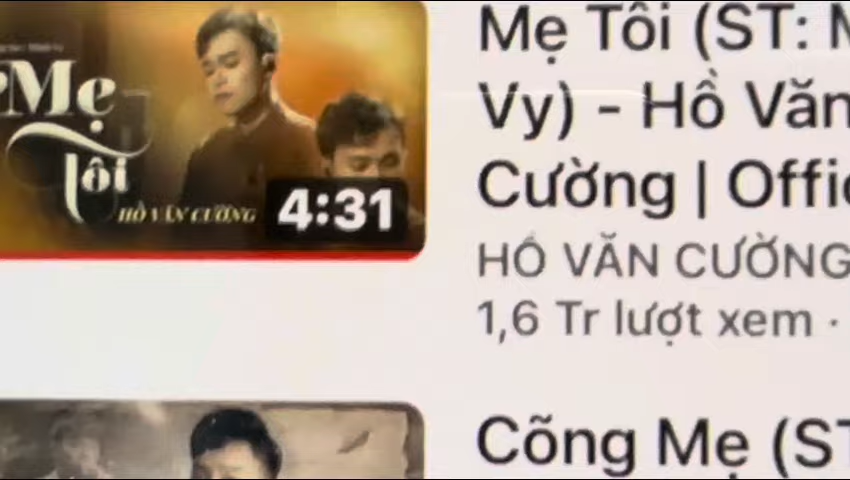 Mẹ
Tôi
HỒ VĂN CƯỜNG
4:31
Mẹ Tôi (ST:
Vy) - Hồ Văn
Cường | Offic
HỒ VĂN CƯỜNG
1,6 Tr lượt xem ·
Cõng Mẹ (ST